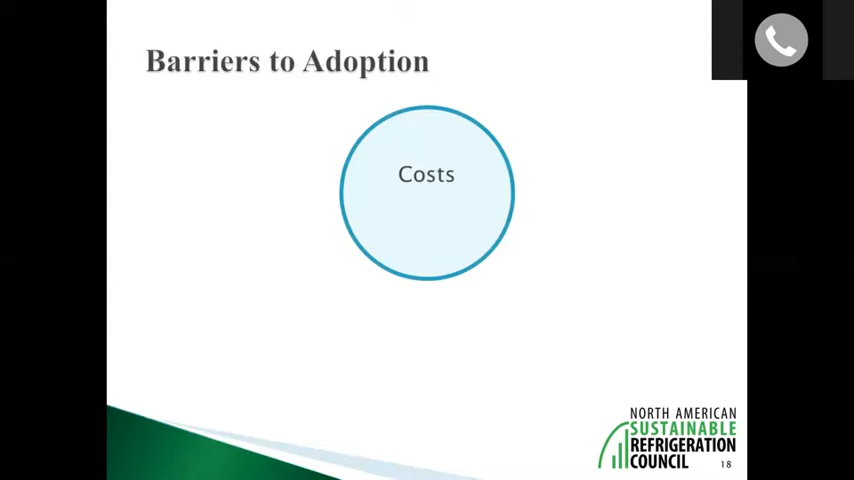 Barriers to Adoption
Costs
NORTH AMERICAN
SUSTAINABLE
REFRIGERATION
COUNCIL
18